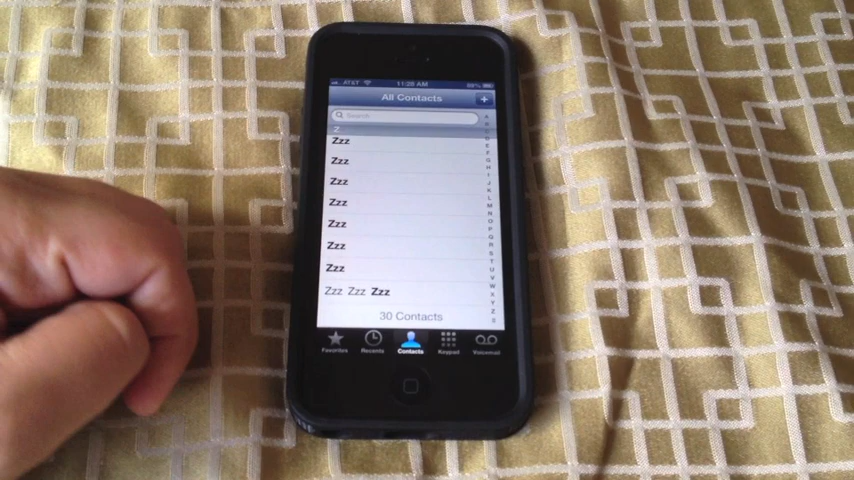 AT&T 11:28 AM
All Contacts +
Search
Z
Zzz
Zzz
Zzz
Zzz
Zzz
Zzz
Zzz
Zzz Zzz Zzz
30 Contacts
A
B
C
D
E
F
G
H
I
J
K
L
M
N
O
P
Q
R
S
T
U
V
W
X
Y
Z
#
Favorites Recents Contacts Keypad Voicemail